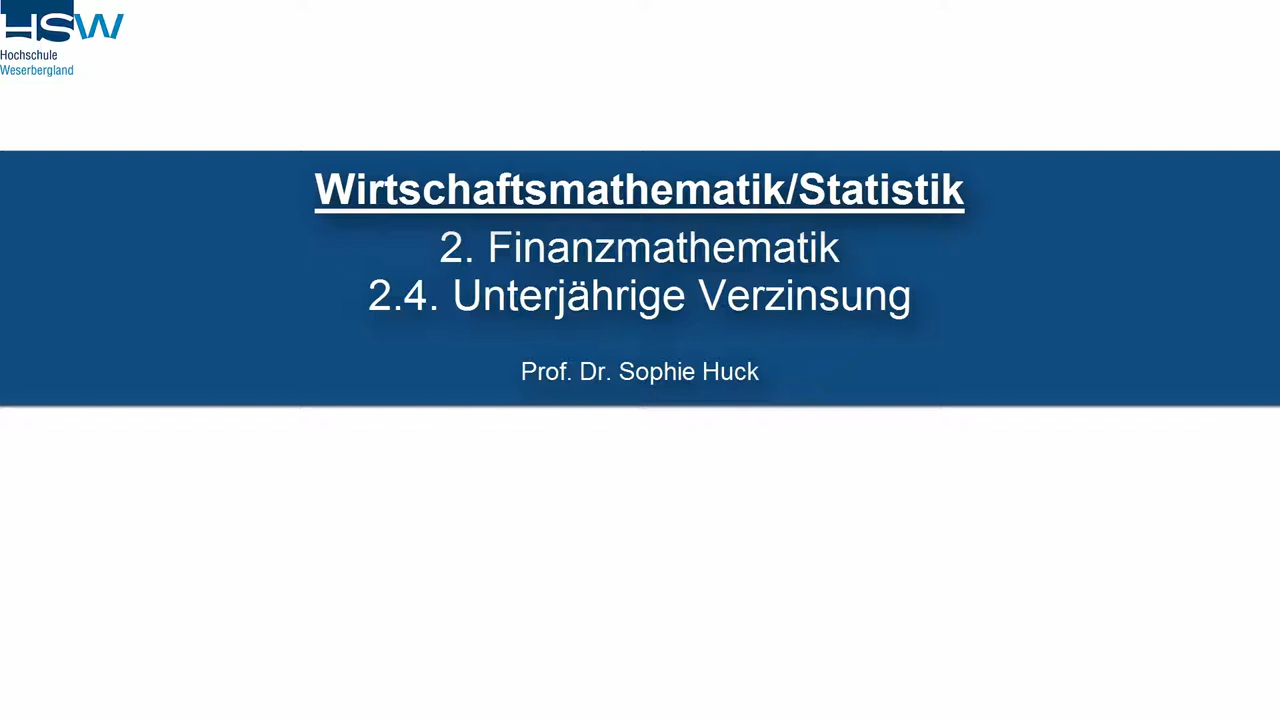 HSW
Hochschule
Weserbergland
Wirtschaftsmathematik/Statistik
2. Finanzmathematik
2.4. Unterjährige Verzinsung
Prof. Dr. Sophie Huck